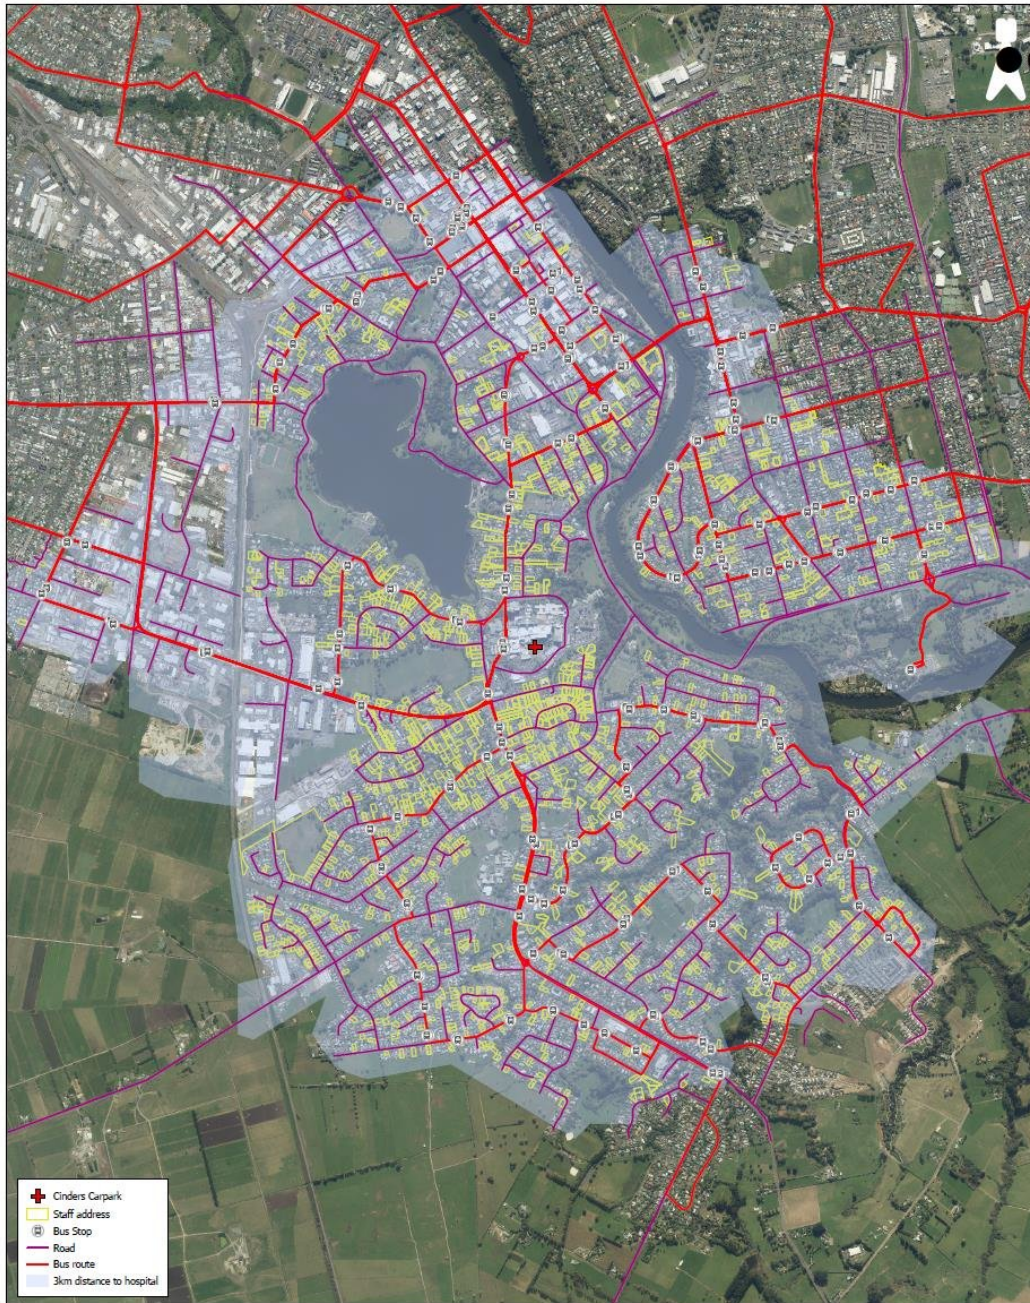 Cinders Carpark
Staff address
Bus Stop
Road
Bus route
3km distance to hospital